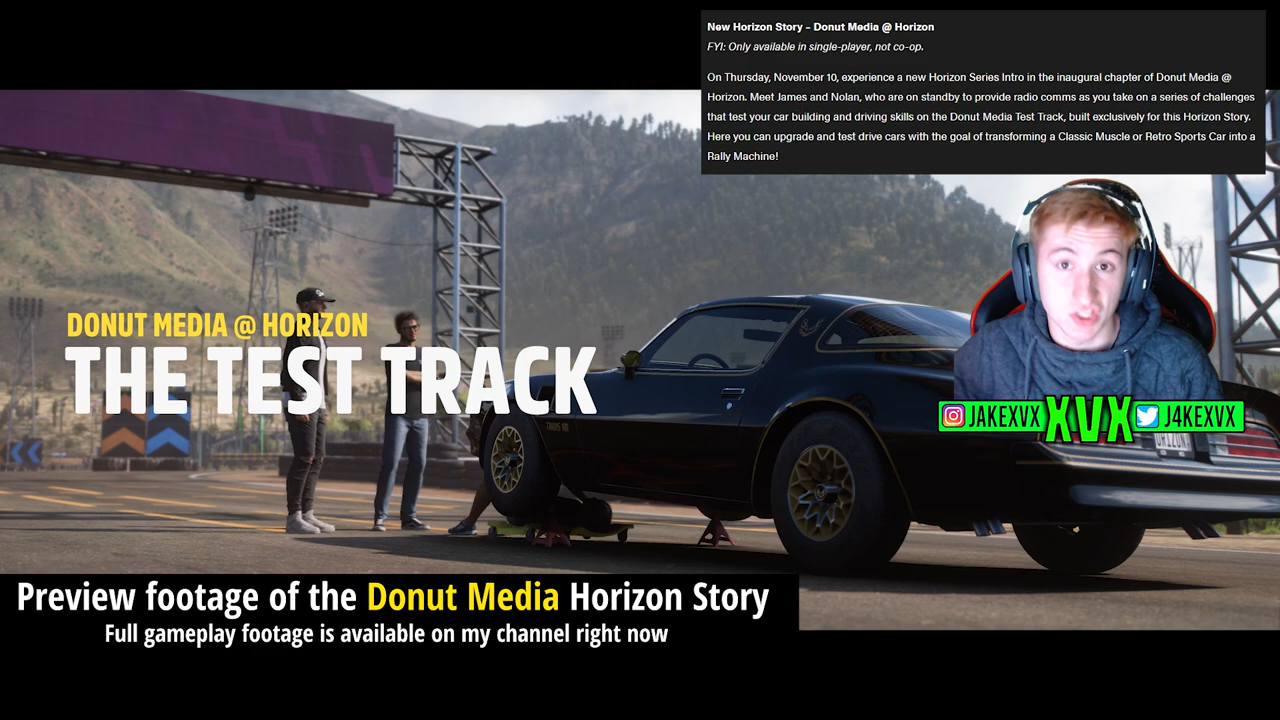 New Horizon Story – Donut Media @ Horizon
FYI: Only available in single-player, not co-op.
On Thursday, November 10, experience a new Horizon Series Intro in the inaugural chapter of Donut Media @
Horizon. Meet James and Nolan, who are on standby to provide radio comms as you take on a series of challenges
that test your car building and driving skills on the Donut Media Test Track, built exclusively for this Horizon Story.
Here you can upgrade and test drive cars with the goal of transforming a Classic Muscle or Retro Sports Car into a
Rally Machine!
DONUT MEDIA @ HORIZON
THE TEST TRACK
JAKEXVX XVX J4KEXVX
Preview footage of the Donut Media Horizon Story
Full gameplay footage is available on my channel right now